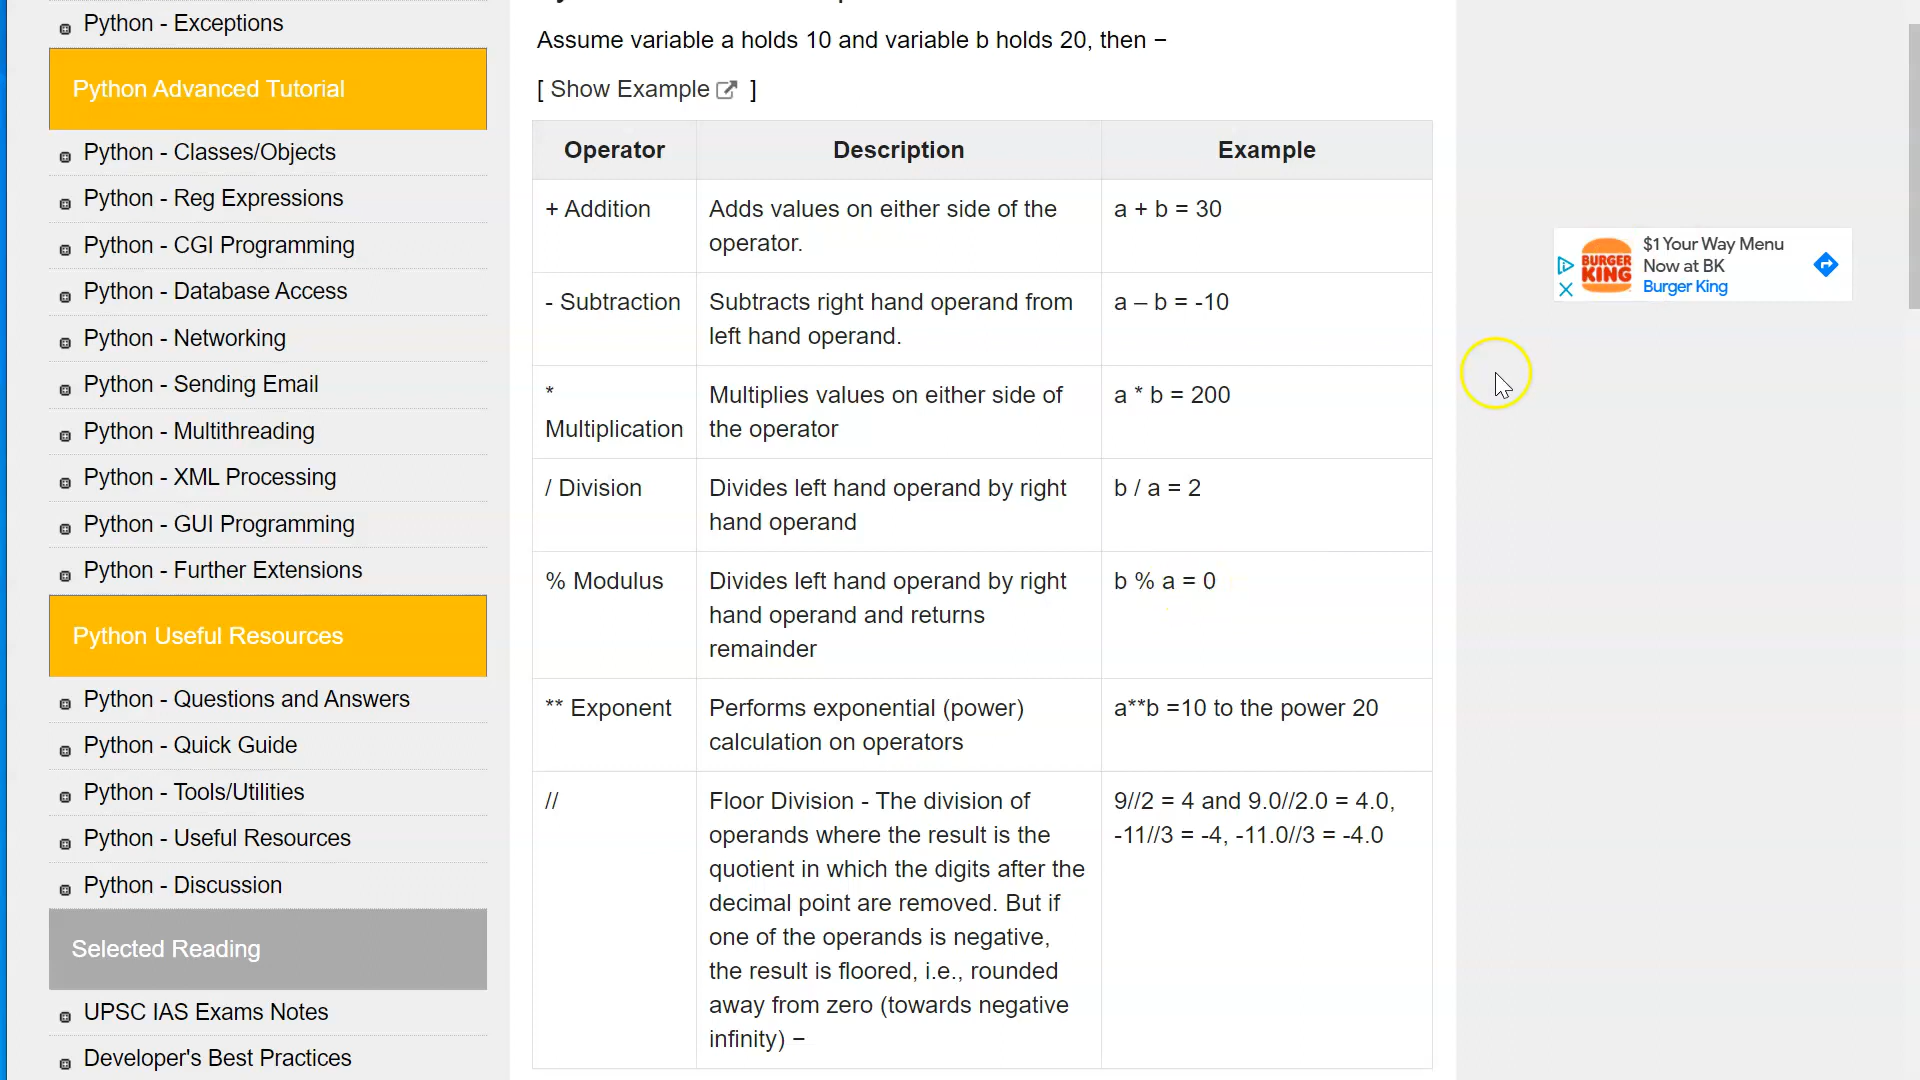 Python - Exceptions
Python Advanced Tutorial
Python - Classes/Objects
Python - Reg Expressions
Python - CGI Programming
Python - Database Access
Python - Networking
Python - Sending Email
Python - Multithreading
Python - XML Processing
Python - GUI Programming
Python - Further Extensions
Python Useful Resources
Python - Questions and Answers
Python - Quick Guide
Python - Tools/Utilities
Python - Useful Resources
Python - Discussion
Selected Reading
UPSC IAS Exams Notes
Developer's Best Practices
Assume variable a holds 10 and variable b holds 20, then −
[ Show Example ]
Operator Description Example
+ Addition
Adds values on either side of the
operator.
a + b = 30
- Subtraction
Subtracts right hand operand from
left hand operand.
a – b = -10
*
Multiplication
Multiplies values on either side of
the operator
a * b = 200
/ Division
Divides left hand operand by right
hand operand
b / a = 2
% Modulus
Divides left hand operand by right
hand operand and returns
remainder
b % a = 0
** Exponent
Performs exponential (power)
calculation on operators
a**b =10 to the power 20
//
Floor Division - The division of
operands where the result is the
quotient in which the digits after the
decimal point are removed. But if
one of the operands is negative,
the result is floored, i.e., rounded
away from zero (towards negative
infinity) −
9//2 = 4 and 9.0//2.0 = 4.0,
-11//3 = -4, -11.0//3 = -4.0
BURGER
KING
$1 Your Way Menu
Now at BK
Burger King